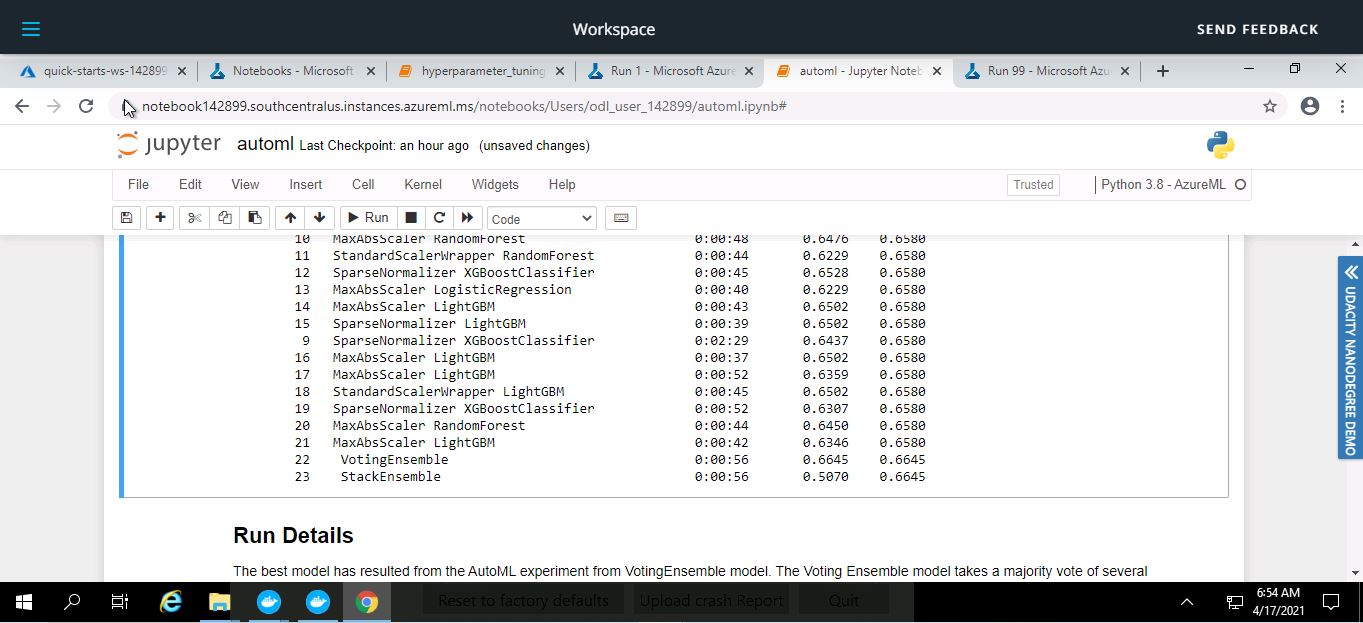 Workspace
SEND FEEDBACK
quick-starts-ws-142899
Notebooks - Microsoft
hyperparameter_tuning
Run 1 - Microsoft Azure
automl - Jupyter Noteb
Run 99 - Microsoft Azu
notebook142899.southcentralus.instances.azureml.ms/notebooks/Users/odl_user_142899/automl.ipynb#
jupyter automl Last Checkpoint: an hour ago (unsaved changes)
File Edit View Insert Cell Kernel Widgets Help Trusted Python 3.8 - AzureML
Run Code
10 MaxAbsScaler RandomForest 0:00:48 0.6476 0.6580
11 StandardScalerWrapper RandomForest 0:00:44 0.6229 0.6580
12 SparseNormalizer XGBoostClassifier 0:00:45 0.6528 0.6580
13 MaxAbsScaler LogisticRegression 0:00:40 0.6229 0.6580
14 MaxAbsScaler LightGBM 0:00:43 0.6502 0.6580
15 SparseNormalizer LightGBM 0:00:39 0.6502 0.6580
9 SparseNormalizer XGBoostClassifier 0:02:29 0.6437 0.6580
16 MaxAbsScaler LightGBM 0:00:37 0.6502 0.6580
17 MaxAbsScaler LightGBM 0:00:52 0.6359 0.6580
18 StandardScalerWrapper LightGBM 0:00:45 0.6502 0.6580
19 SparseNormalizer XGBoostClassifier 0:00:52 0.6307 0.6580
20 MaxAbsScaler RandomForest 0:00:44 0.6450 0.6580
21 MaxAbsScaler LightGBM 0:00:42 0.6346 0.6580
22 VotingEnsemble 0:00:56 0.6645 0.6645
23 StackEnsemble 0:00:56 0.5070 0.6645
UDACITY NANODEGREE DEMO
Run Details
The best model has resulted from the AutoML experiment from VotingEnsemble model. The Voting Ensemble model takes a majority vote of several
Reset to factory defaults Upload crash Report Quit
6:54 AM
4/17/2021